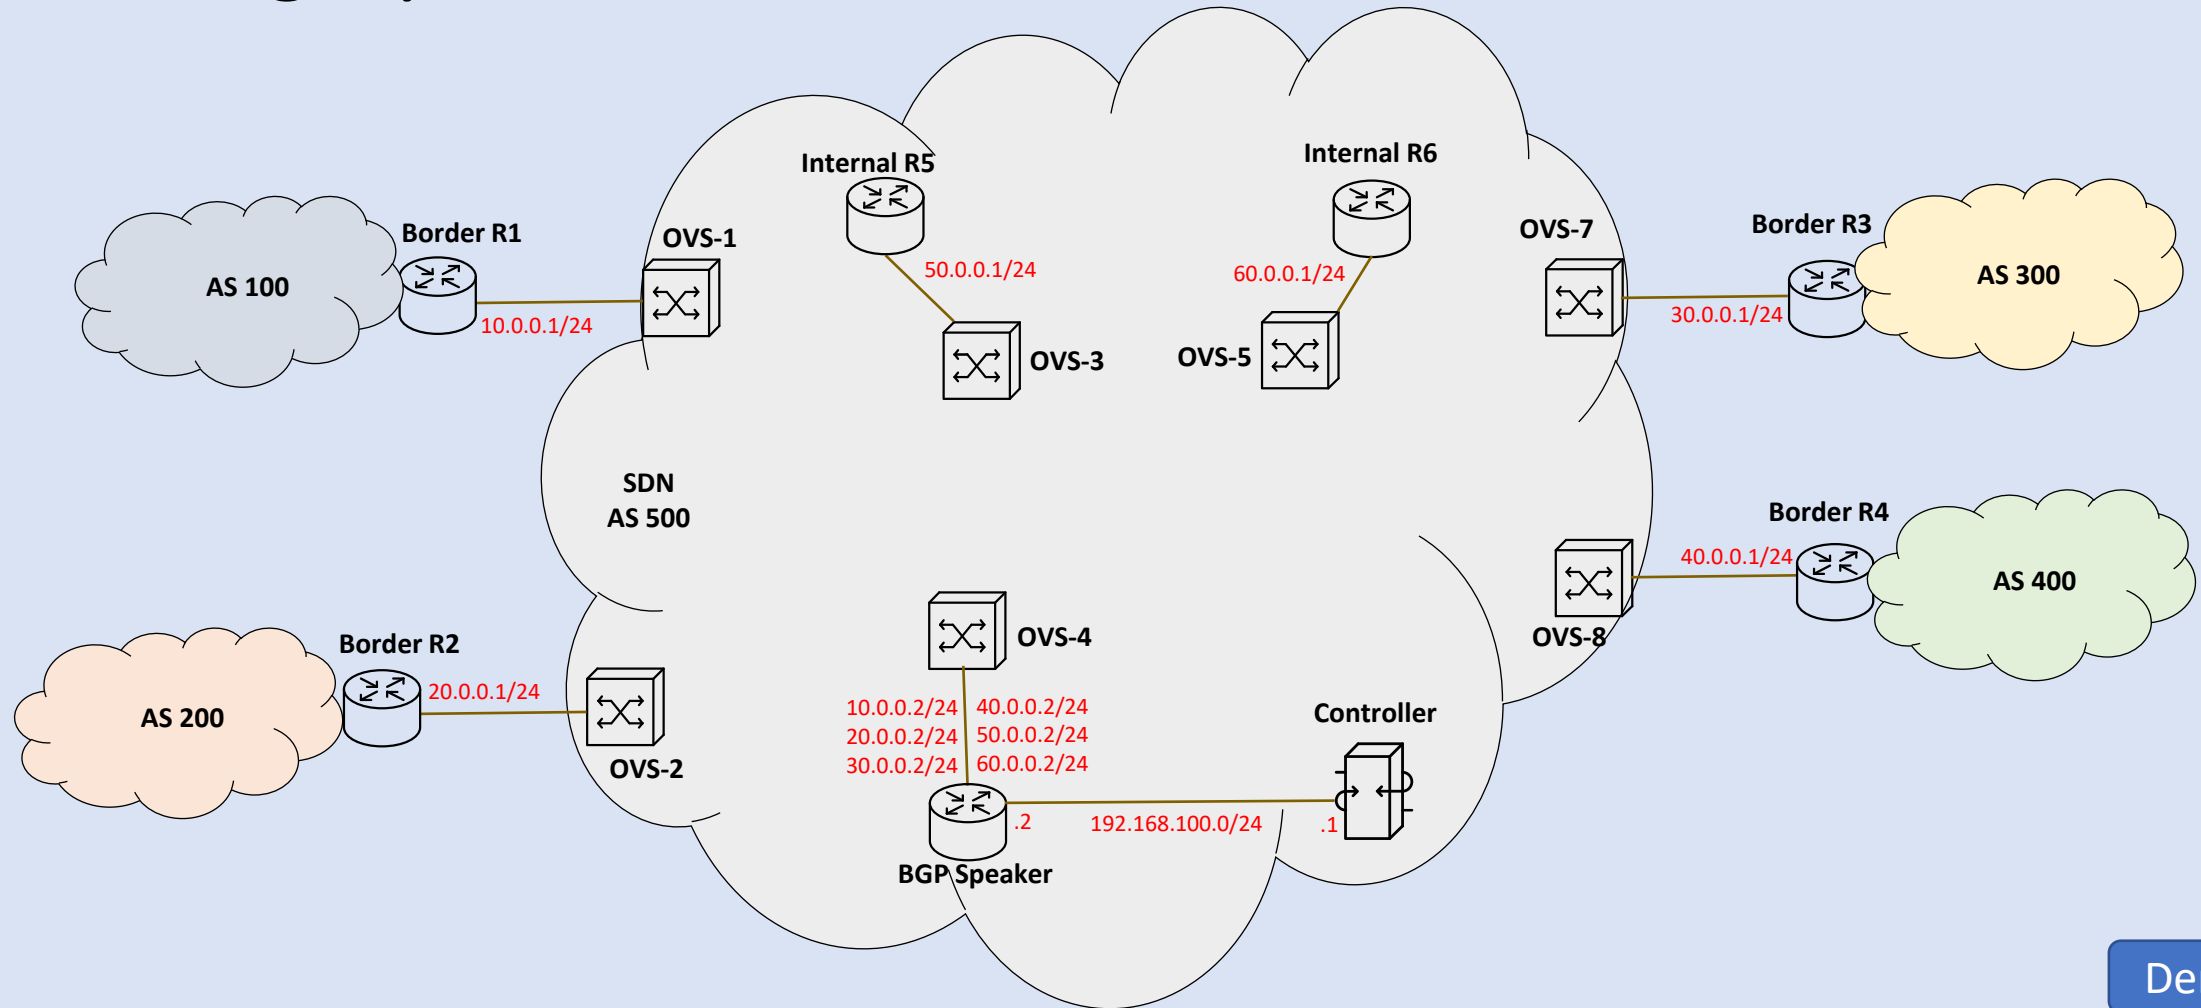 Internal R5
Internal R6
Border R1
OVS-1
OVS-7
Border R3
AS 100
50.0.0.1/24
60.0.0.1/24
AS 300
10.0.0.1/24
30.0.0.1/24
OVS-3
OVS-5
SDN
AS 500
Border R4
40.0.0.1/24
AS 400
Border R2
OVS-4
OVS-8
20.0.0.1/24
AS 200
10.0.0.2/24
20.0.0.2/24
30.0.0.2/24
40.0.0.2/24
50.0.0.2/24
60.0.0.2/24
Controller
OVS-2
.2
192.168.100.0/24
.1
BGP Speaker